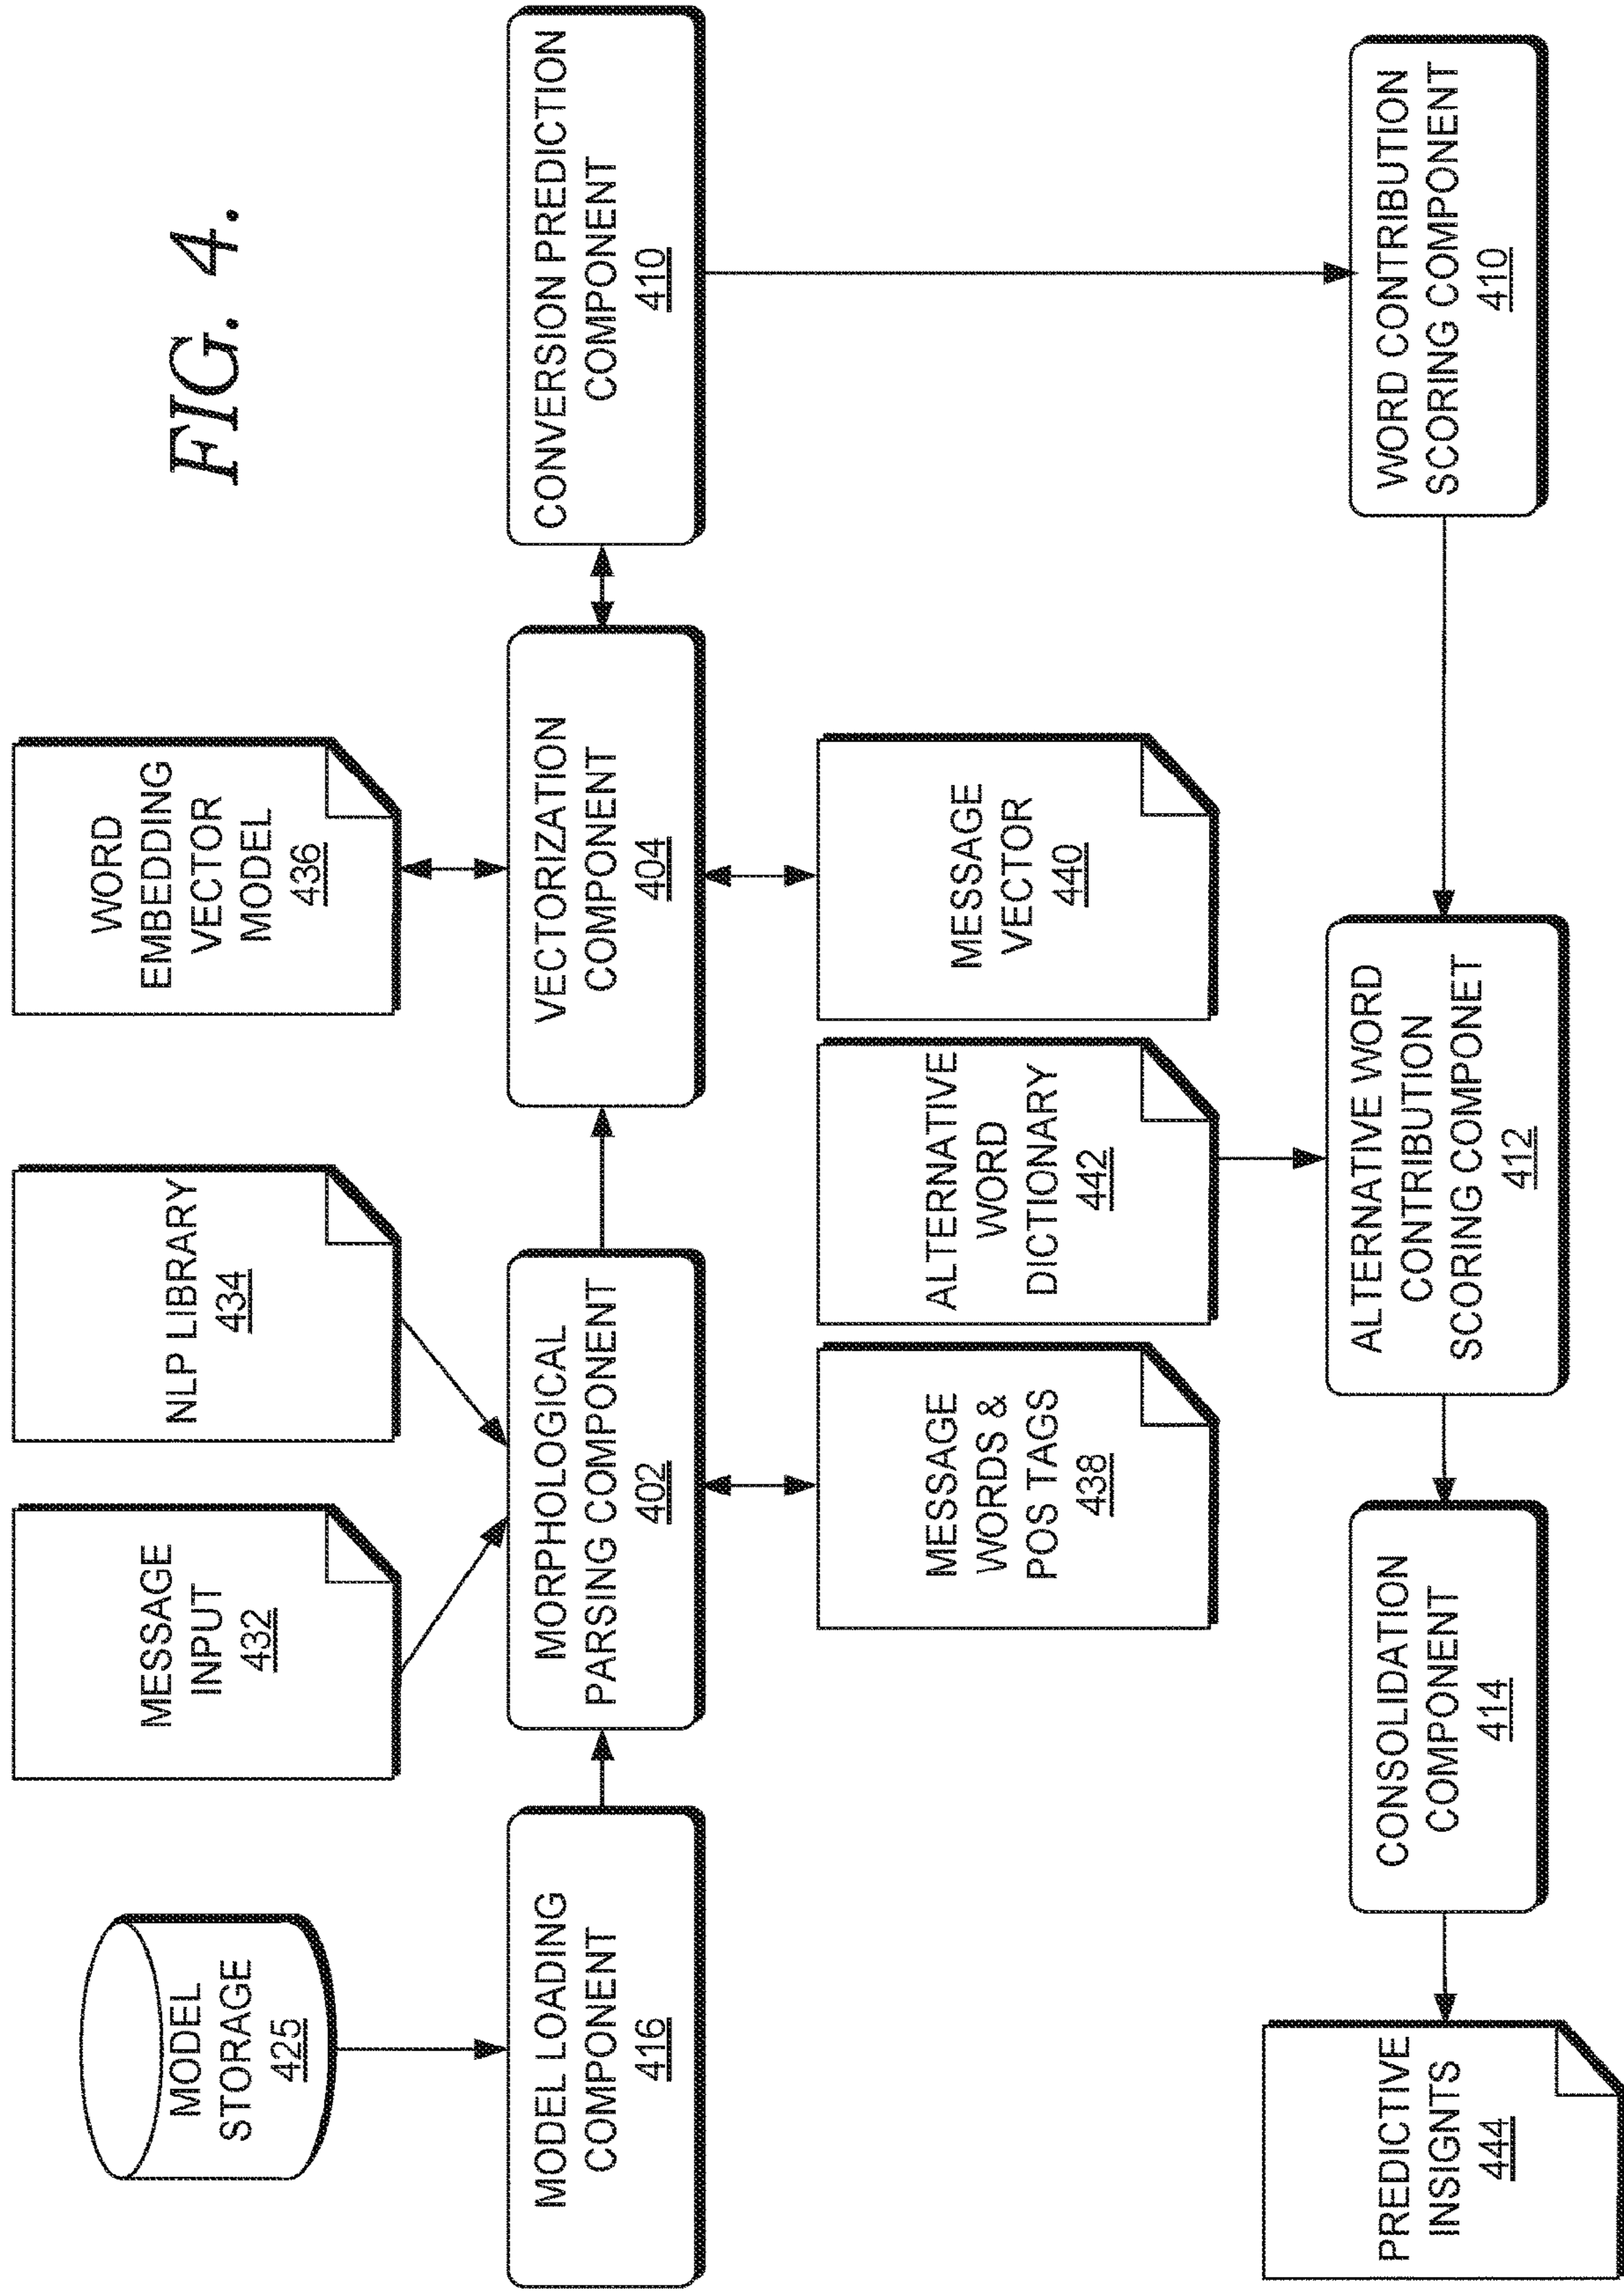 FIG. 4.
MODEL
STORAGE
425
MESSAGE
INPUT
432
NLP LIBRARY
434
WORD
EMBEDDING
VECTOR
MODEL
436
MODEL LOADING
COMPONENT
416
MORPHOLOGICAL
PARSING COMPONENT
402
VECTORIZATION
COMPONENT
404
CONVERSION PREDICTION
COMPONENT
410
MESSAGE
WORDS &
POS TAGS
438
ALTERNATIVE
WORD
DICTIONARY
442
MESSAGE
VECTOR
440
PREDICTIVE
INSIGNTS
444
CONSOLIDATION
COMPONENT
414
ALTERNATIVE WORD
CONTRIBUTION
SCORING COMPONET
412
WORD CONTRIBUTION
SCORING COMPONENT
410